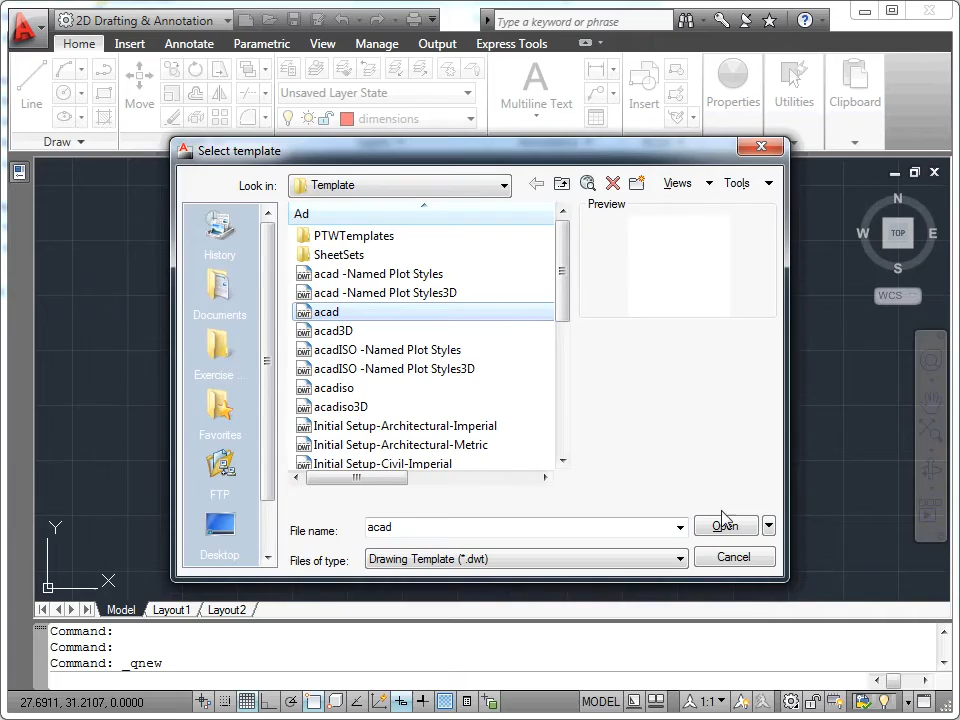 2D Drafting & Annotation
Type a keyword or phrase
Home Insert Annotate Parametric View Manage Output Express Tools
Unsaved Layer State
dimensions
Line Move Multiline Text Insert Properties Utilities Clipboard
Draw
Select template
Look in: Template Views Tools
Ad
Preview
PTWTemplates
SheetSets
acad -Named Plot Styles
acad -Named Plot Styles3D
acad
acad3D
acadISO -Named Plot Styles
acadISO -Named Plot Styles3D
acadiso
acadiso3D
Initial Setup-Architectural-Imperial
Initial Setup-Architectural-Metric
Initial Setup-Civil-Imperial
History
Documents
Exercise ...
Favorites
FTP
Desktop
File name: acad Open
Files of type: Drawing Template (*.dwt) Cancel
N
W TOP E
S
WCS
Y
X
Model Layout1 Layout2
Command:
Command:
Command: _qnew
27.6911, 31.2107, 0.0000 MODEL 1:1